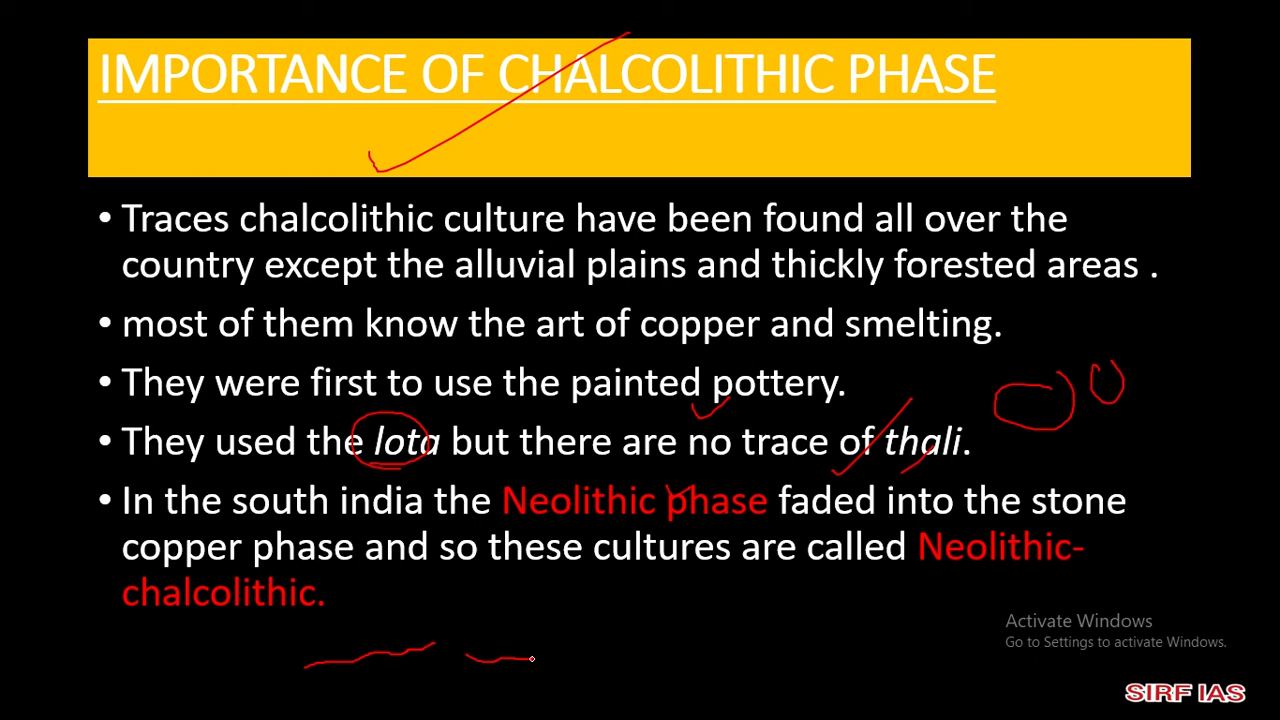 IMPORTANCE OF CHALCOLITHIC PHASE
• Traces chalcolithic culture have been found all over the
country except the alluvial plains and thickly forested areas .
• most of them know the art of copper and smelting.
• They were first to use the painted pottery.
• They used the lota but there are no trace of thali.
• In the south india the Neolithic phase faded into the stone
copper phase and so these cultures are called Neolithic-
chalcolithic.
Activate Windows
Go to Settings to activate Windows.
SIRF IAS